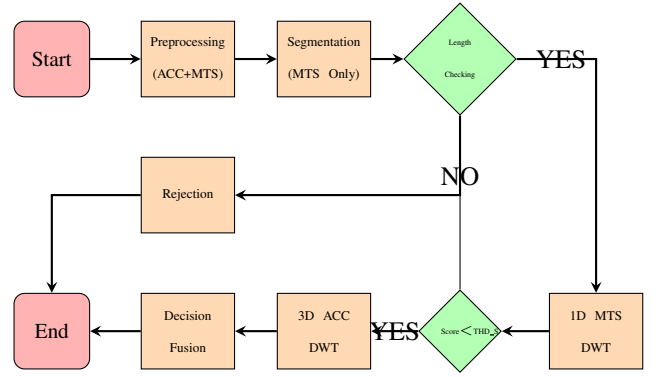 Start
Preprocessing
(ACC+MTS)
Segmentation
(MTS Only)
Length
Checking
YES
NO
Rejection
End
Decision
Fusion
3D ACC
DWT
YES
Score<THD_S
1D MTS
DWT